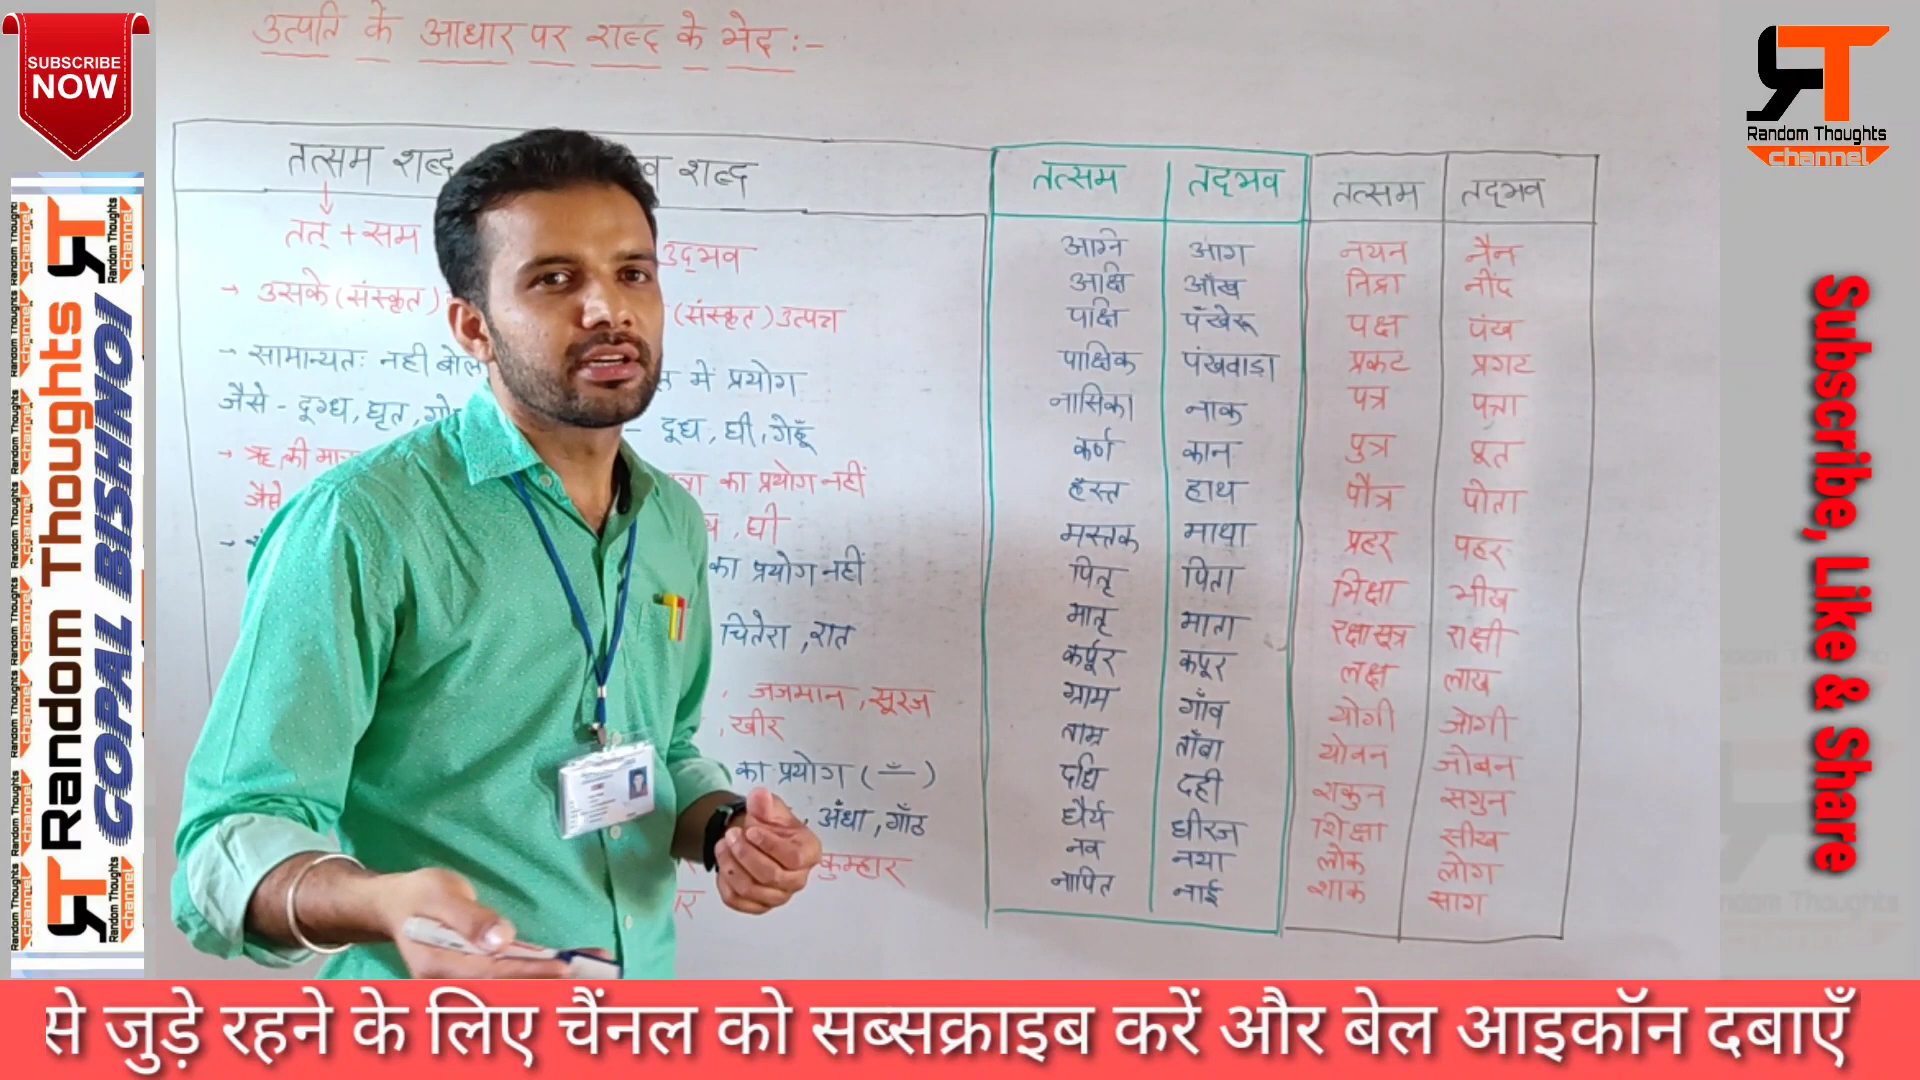 SUBSCRIBE
NOW
Random Thoughts
GOPAL BISHNOI
RT
Random Thoughts
channel
Subscribe, Like & Share
उत्पति के आधार पर शब्द के भेद :-
तत्सम शब्द
व शब्द
तत् + सम
उद्‌भव
→ उसके (संस्कृत)
(संस्कृत) उत्पन्न
→ सामान्यतः नही बोल
में प्रयोग
जैसे - दूग्ध, घृत, गो
- दूध, घी, गेहूँ
→ ऋ की मात्रा
त्रा का प्रयोग नहीं
जैसे
, घी
का प्रयोग नहीं
चितेरा, रात
, जजमान, सूरज
, खीर
का प्रयोग (ँ)
, अँधा, गाँठ
कुम्हार
र
तत्सम तद्‌भव
अग्नि आग
अक्षि आँख
पक्षि पँखेरू
पाक्षिक पंखवाड़ा
नासिका नाक
कर्ण कान
हस्त हाथ
मस्तक माथा
पितृ पिता
मातृ माता
कर्पूर कपूर
ग्राम गाँव
ताम्र ताँबा
दधि दही
धैर्य धीरज
नव नया
नापित नाई
तत्सम तद्‌भव
नयन नैन
निद्रा नींद
पक्ष पंख
प्रकट प्रगट
पत्र पत्ता
पुत्र पूत
पौत्र पोता
प्रहर पहर
भिक्षा भीख
रक्षासूत्र राखी
लक्ष लाख
योगी जोगी
योवन जोबन
शकुन सगुन
शिक्षा सीख
लोक लोग
शाक साग
से जुड़े रहने के लिए चैंनल को सब्सक्राइब करें और बेल आइकॉन दबाएँ